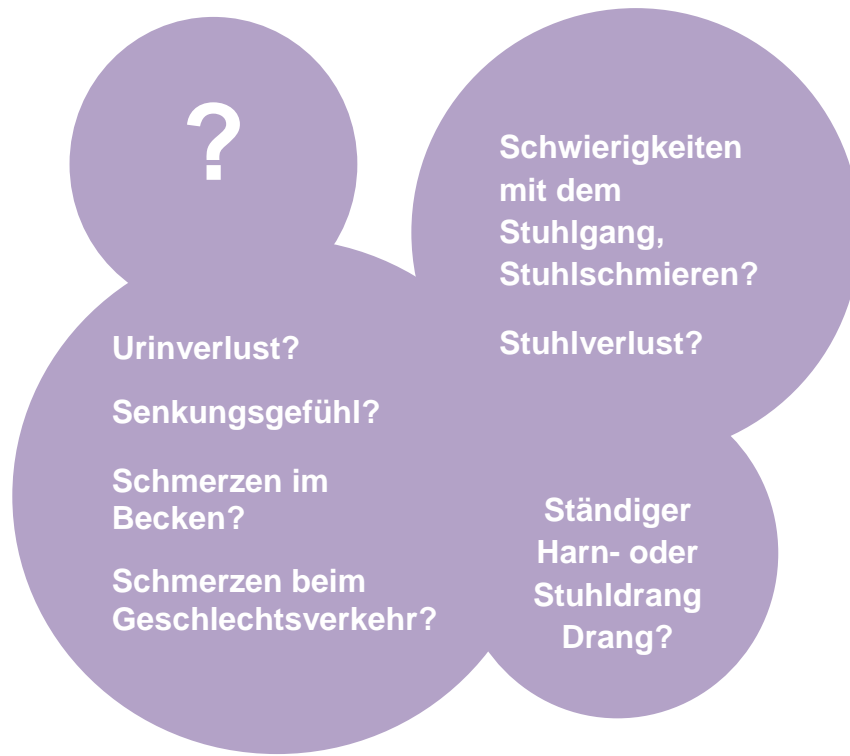 ?
Schwierigkeiten
mit dem
Stuhlgang,
Stuhlschmieren?
Stuhlverlust?
Urinverlust?
Senkungsgefühl?
Schmerzen im
Becken?
Schmerzen beim
Geschlechtsverkehr?
Ständiger
Harn- oder
Stuhldrang
Drang?